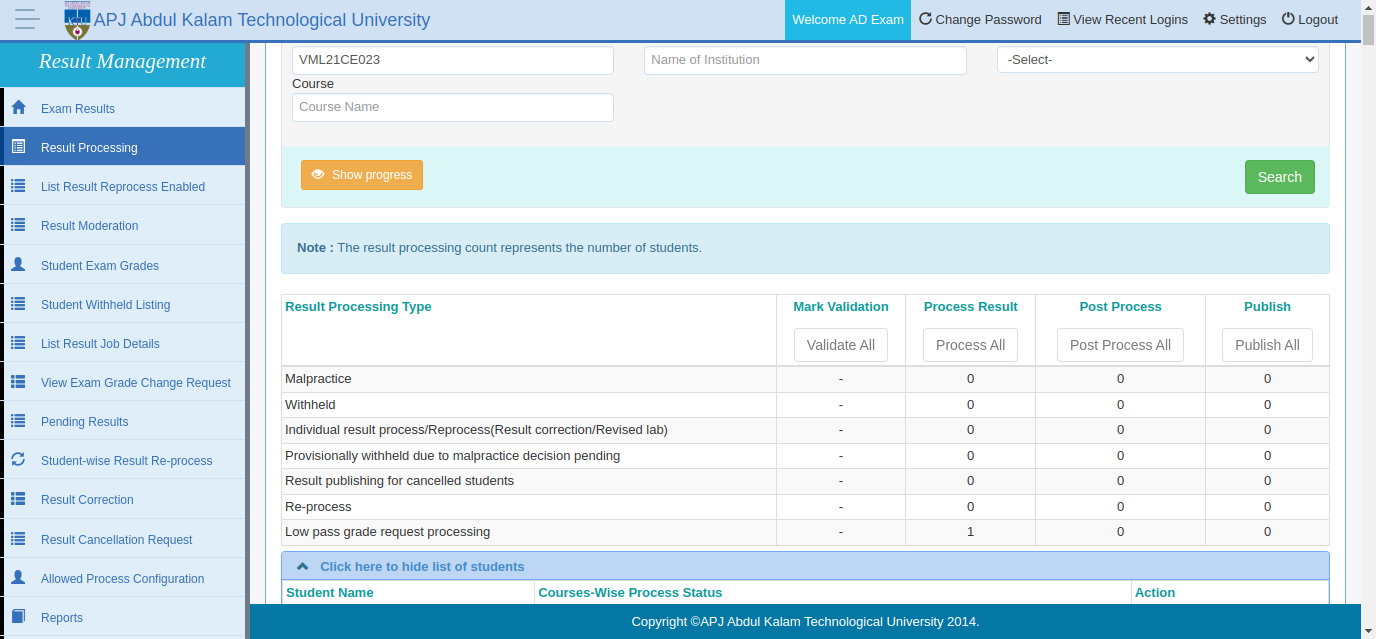 APJ Abdul Kalam Technological University
Welcome AD Exam Change Password View Recent Logins Settings Logout
Result Management
Exam Results
Result Processing
List Result Reprocess Enabled
Result Moderation
Student Exam Grades
Student Withheld Listing
List Result Job Details
View Exam Grade Change Request
Pending Results
Student-wise Result Re-process
Result Correction
Result Cancellation Request
Allowed Process Configuration
Reports
VML21CE023 Name of Institution -Select-
Course
Course Name
Show progress Search
Note : The result processing count represents the number of students.
Result Processing Type Mark Validation Process Result Post Process Publish
Validate All Process All Post Process All Publish All
Malpractice - 0 0 0
Withheld - 0 0 0
Individual result process/Reprocess(Result correction/Revised lab) - 0 0 0
Provisionally withheld due to malpractice decision pending - 0 0 0
Result publishing for cancelled students - 0 0 0
Re-process - 0 0 0
Low pass grade request processing - 1 0 0
Click here to hide list of students
Student Name Courses-Wise Process Status Action
Copyright ©APJ Abdul Kalam Technological University 2014.